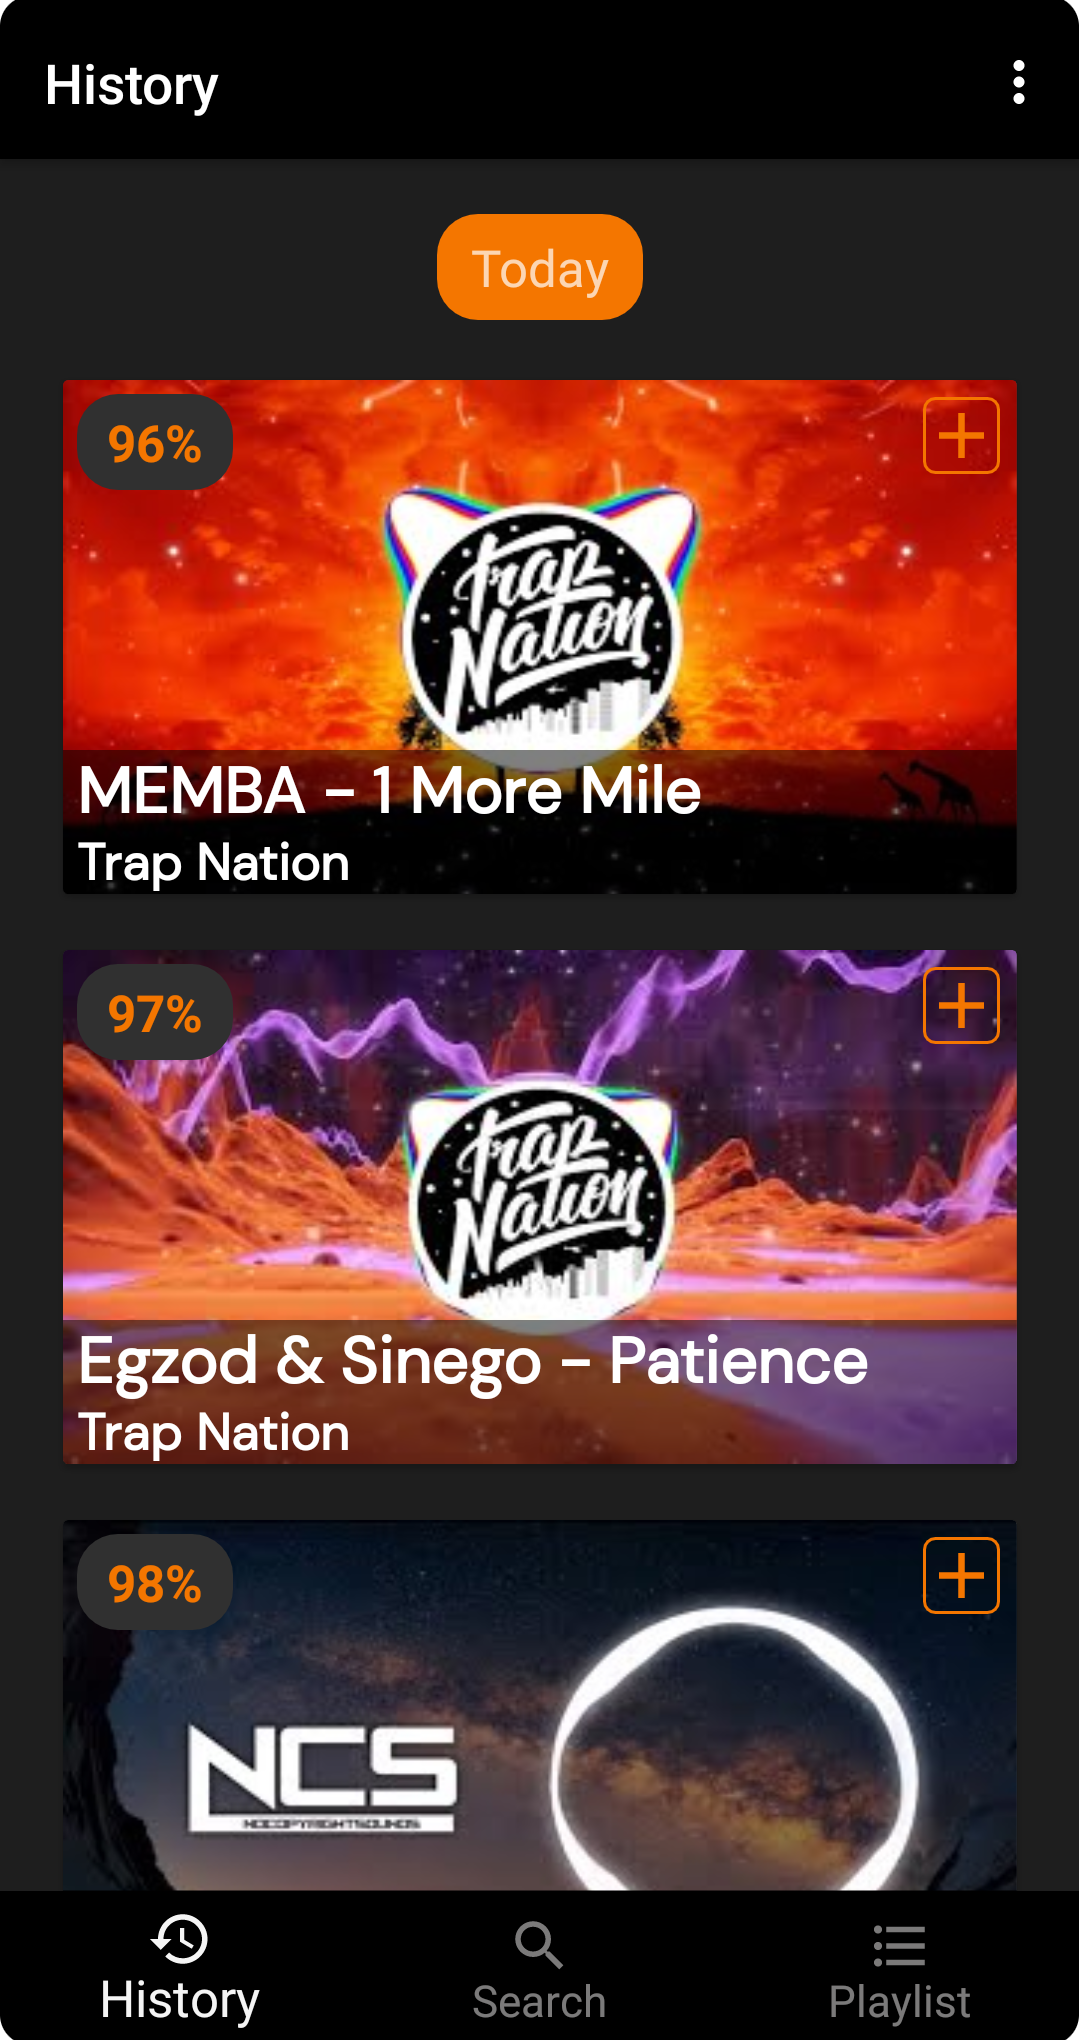 History
Today
96%
Trap
Nation
MEMBA - 1 More Mile
Trap Nation
97%
Trap
Nation
Egzod & Sinego - Patience
Trap Nation
98%
NCS
NOCOPYRIGHTSOUNDS
History
Search
Playlist